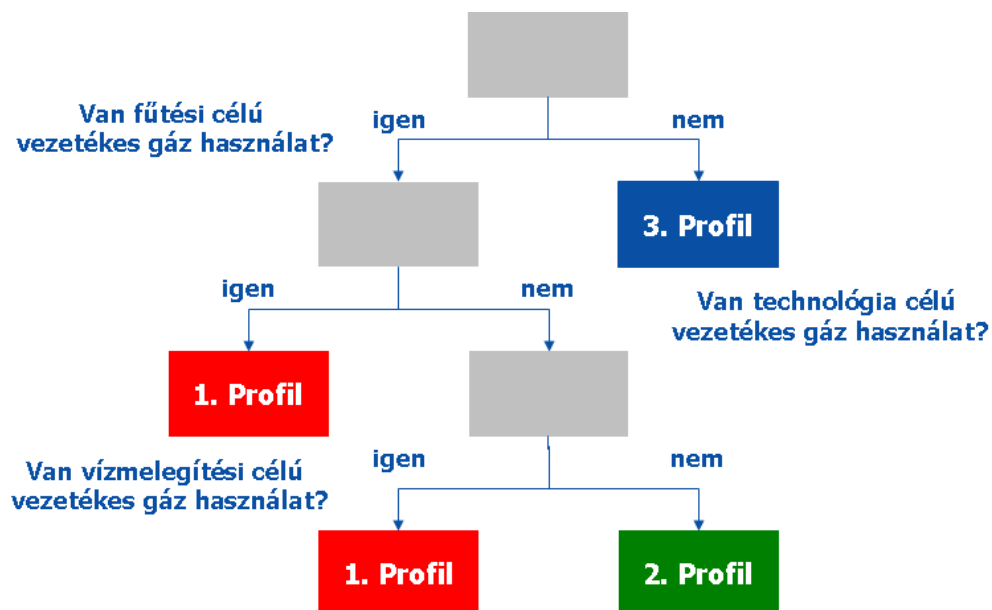 Van fűtési célú
vezetékes gáz használat?
igen
nem
3. Profil
igen
nem
Van technológia célú
vezetékes gáz használat?
1. Profil
Van vízmelegítési célú
vezetékes gáz használat?
igen
nem
1. Profil
2. Profil